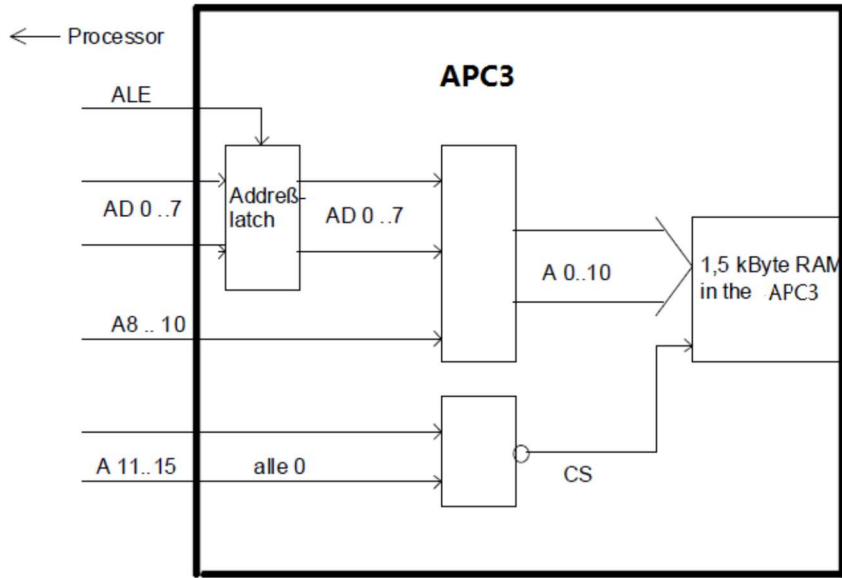 Processor
APC3
ALE
AD 0 ..7
Addreß-
latch
AD 0 ..7
A8 .. 10
A 0..10
1,5 kByte RAM
in the APC3
A 11..15
alle 0
CS